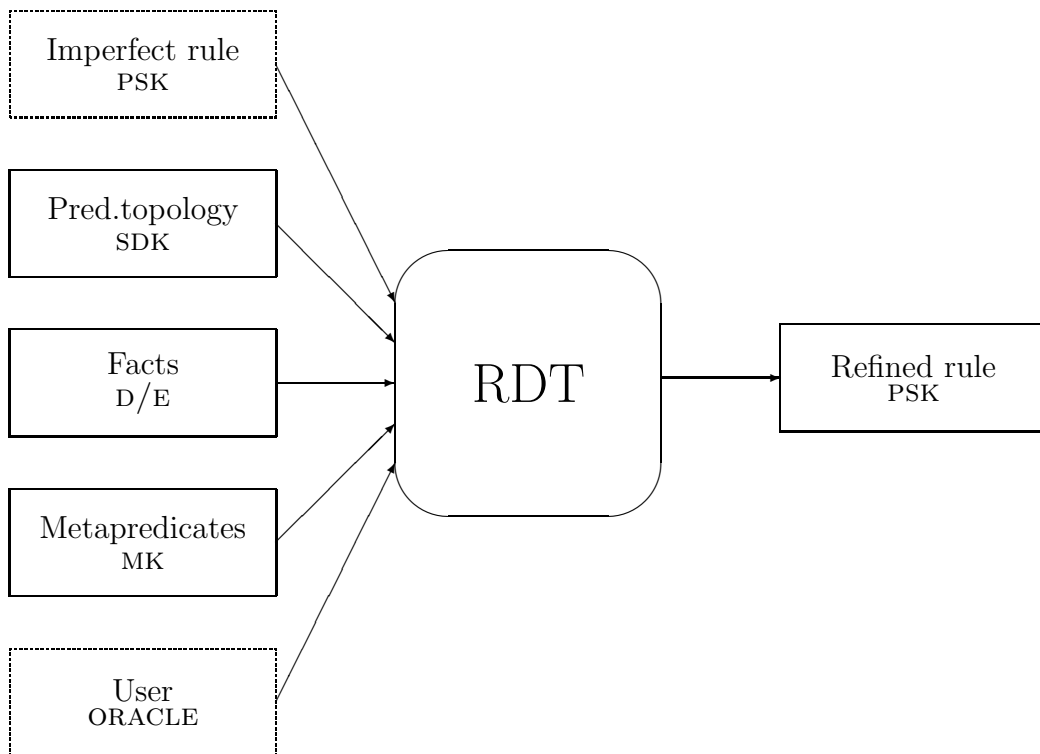 Imperfect rule
PSK
Pred.topology
SDK
Facts
D/E
Metapredicates
MK
User
ORACLE
RDT
Refined rule
PSK